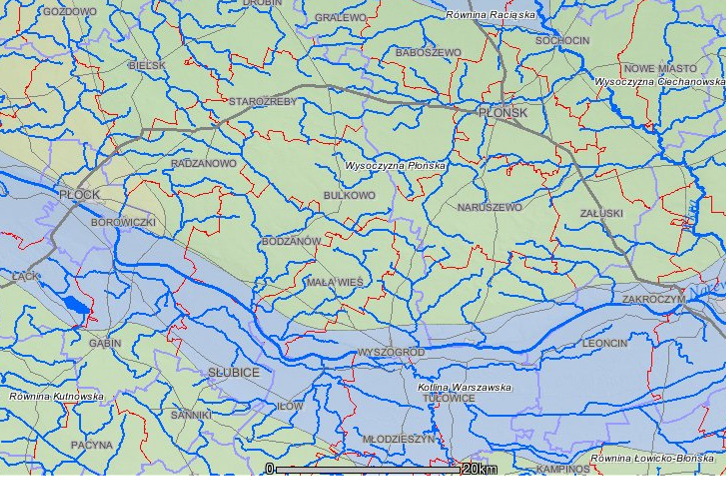 DROBIN
GOZDOWO
GRALEWO
Równina Raciąska
SOCHOCIN
BABOSZEWO
BIELSK
NOWE MIASTO
Wysoczyzna Ciechanowska
STAROŹREBY
PŁOŃSK
RADZANOWO
Wysoczyzna Płońska
PŁOCK
BULKOWO
NARUSZEWO
ZAŁUSKI
BOROWICZKI
BODZANÓW
ŁĄCK
MAŁA WIEŚ
ZAKROCZYM
GĄBIN
LEONCIN
WYSZOGRÓD
SŁUBICE
Kotlina Warszawska
Równina Kutnowska
TUŁOWICE
IŁÓW
SANNIKI
MŁODZIESZYN
PACYNA
Równina Łowicko-Błońska
0 20km
KAMPINOS